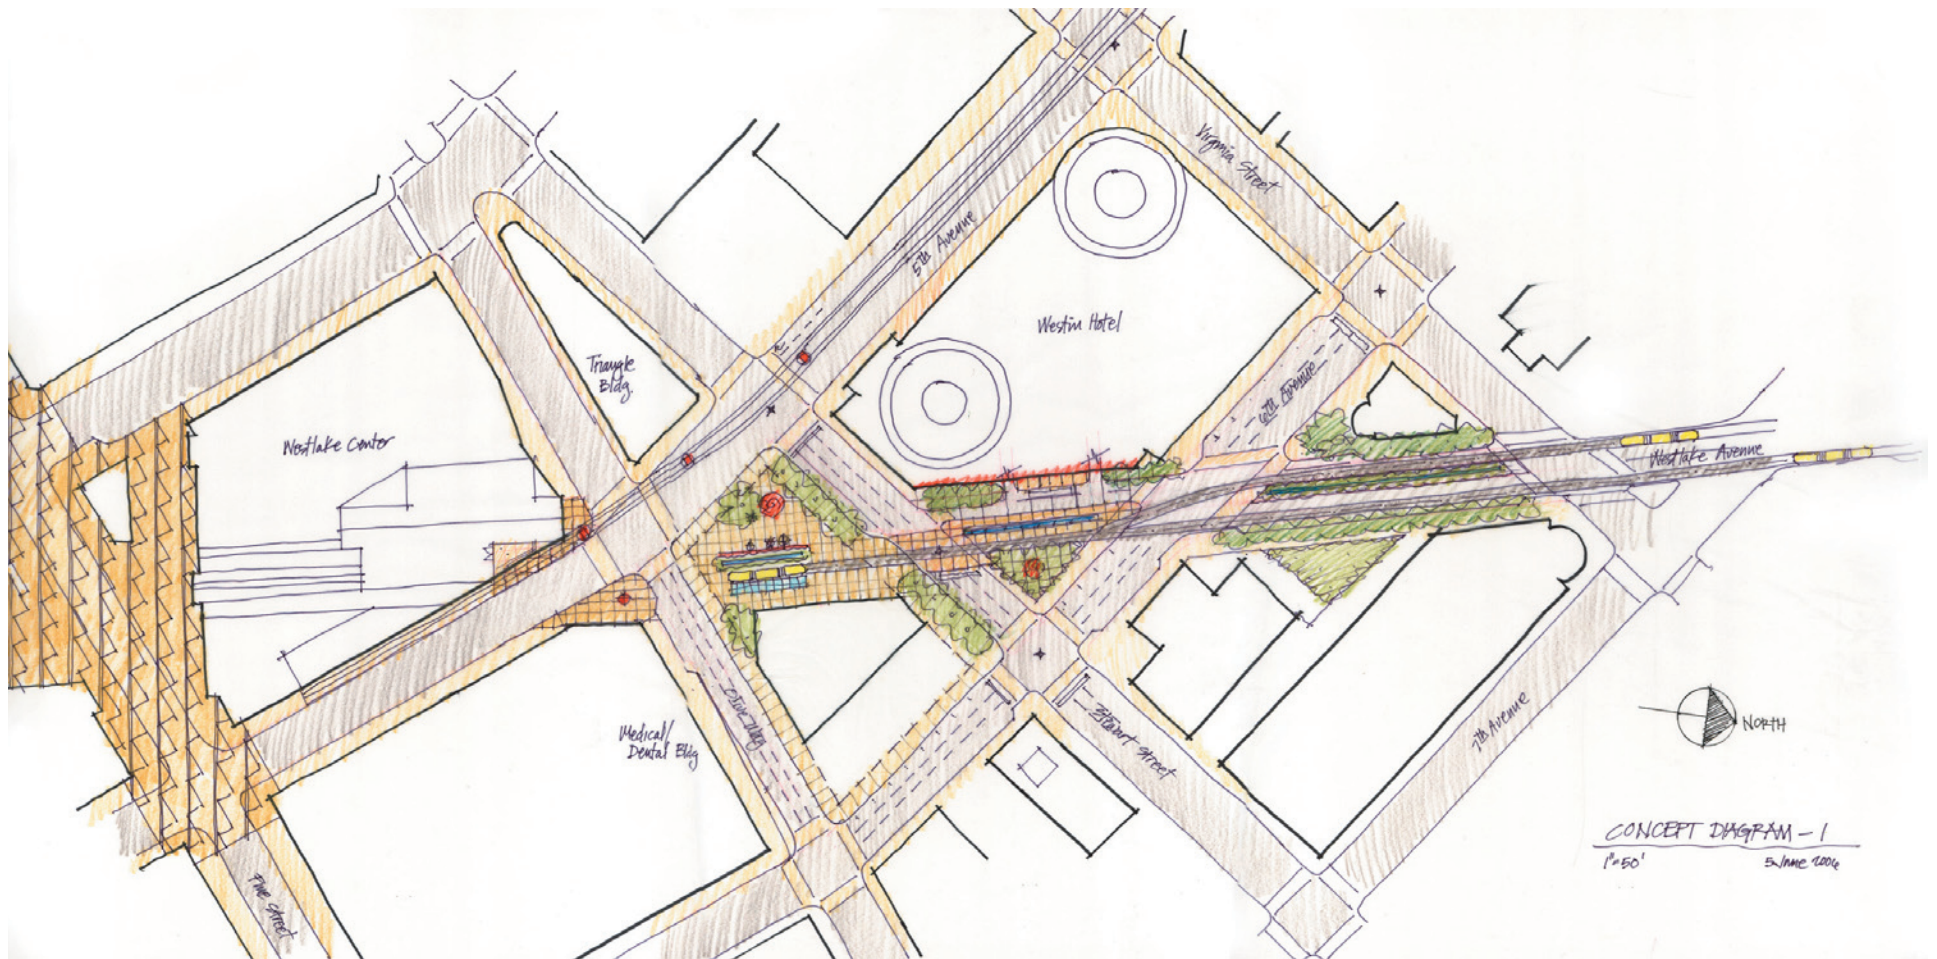 Virginia Street
5TH Avenue
Westin Hotel
Triangle
Bldg.
6TH Avenue
Westlake Center
Westlake Avenue
Medical/
Dental Bldg
Olive Way
Stewart Street
7th Avenue
NORTH
CONCEPT DIAGRAM - 1
1"=50'
5 June 2006
Pine Street